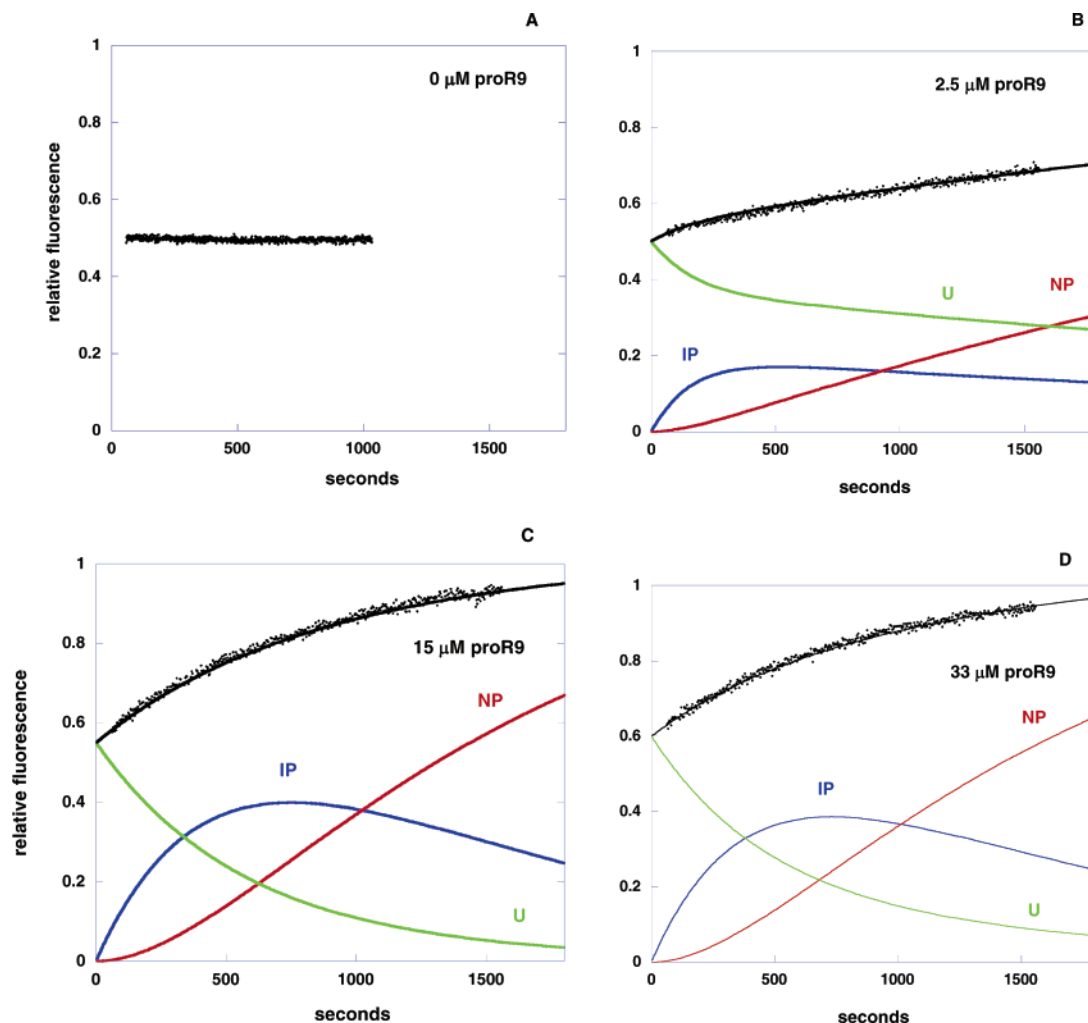 A
1
0.8
0.6
0.4
0.2
0
0 μM proR9
relative fluorescence
0 500 1000 1500
seconds
B
1
0.8
0.6
0.4
0.2
0
2.5 μM proR9
U
NP
IP
0 500 1000 1500
seconds
C
1
0.8
0.6
0.4
0.2
0
15 μM proR9
NP
IP
U
relative fluorescence
0 500 1000 1500
seconds
D
1
0.8
0.6
0.4
0.2
0
33 μM proR9
NP
IP
U
0 500 1000 1500
seconds